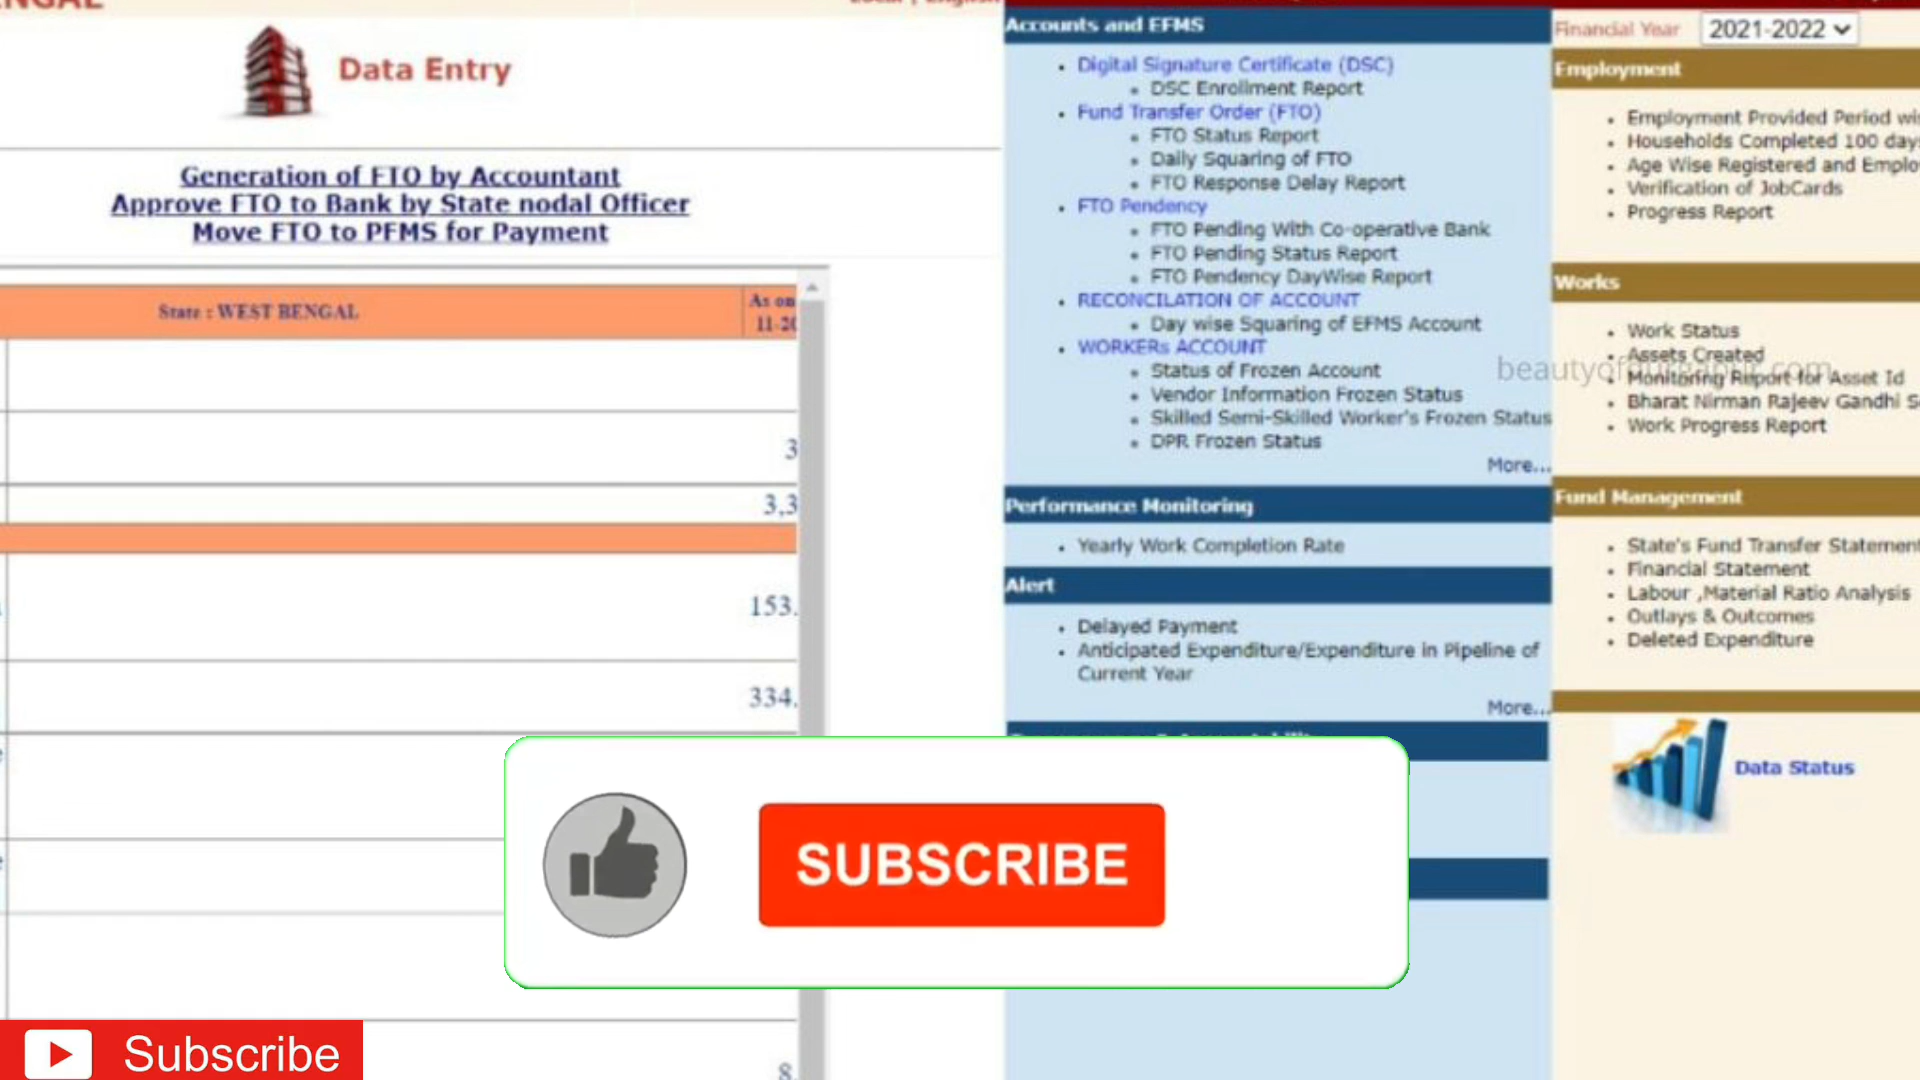 Data Entry
Generation of FTO by Accountant
Approve FTO to Bank by State nodal Officer
Move FTO to PFMS for Payment
State : WEST BENGAL
As on
3
3,3
153.
334.
8
Accounts and EFMS
Digital Signature Certificate (DSC)
DSC Enrollment Report
Fund Transfer Order (FTO)
FTO Status Report
Daily Squaring of FTO
FTO Response Delay Report
FTO Pendency
FTO Pending With Co-operative Bank
FTO Pending Status Report
FTO Pendency DayWise Report
RECONCILATION OF ACCOUNT
Day wise Squaring of EFMS Account
WORKERs ACCOUNT
Status of Frozen Account
Vendor Information Frozen Status
Skilled Semi-Skilled Worker's Frozen Status
DPR Frozen Status
More...
Performance Monitoring
Yearly Work Completion Rate
Alert
Delayed Payment
Anticipated Expenditure/Expenditure in Pipeline of
Current Year
More...
Financial Year 2021-2022
Employment
Employment Provided Period
Households Completed 100 days
Age Wise Registered and
Verification of JobCards
Progress Report
Works
Work Status
Assets Created
Monitoring Report for Asset Id
Bharat Nirman Rajeev Gandhi
Work Progress Report
Fund Management
State's Fund Transfer Statement
Financial Statement
Labour ,Material Ratio Analysis
Outlays & Outcomes
Deleted Expenditure
Data Status
SUBSCRIBE
Subscribe